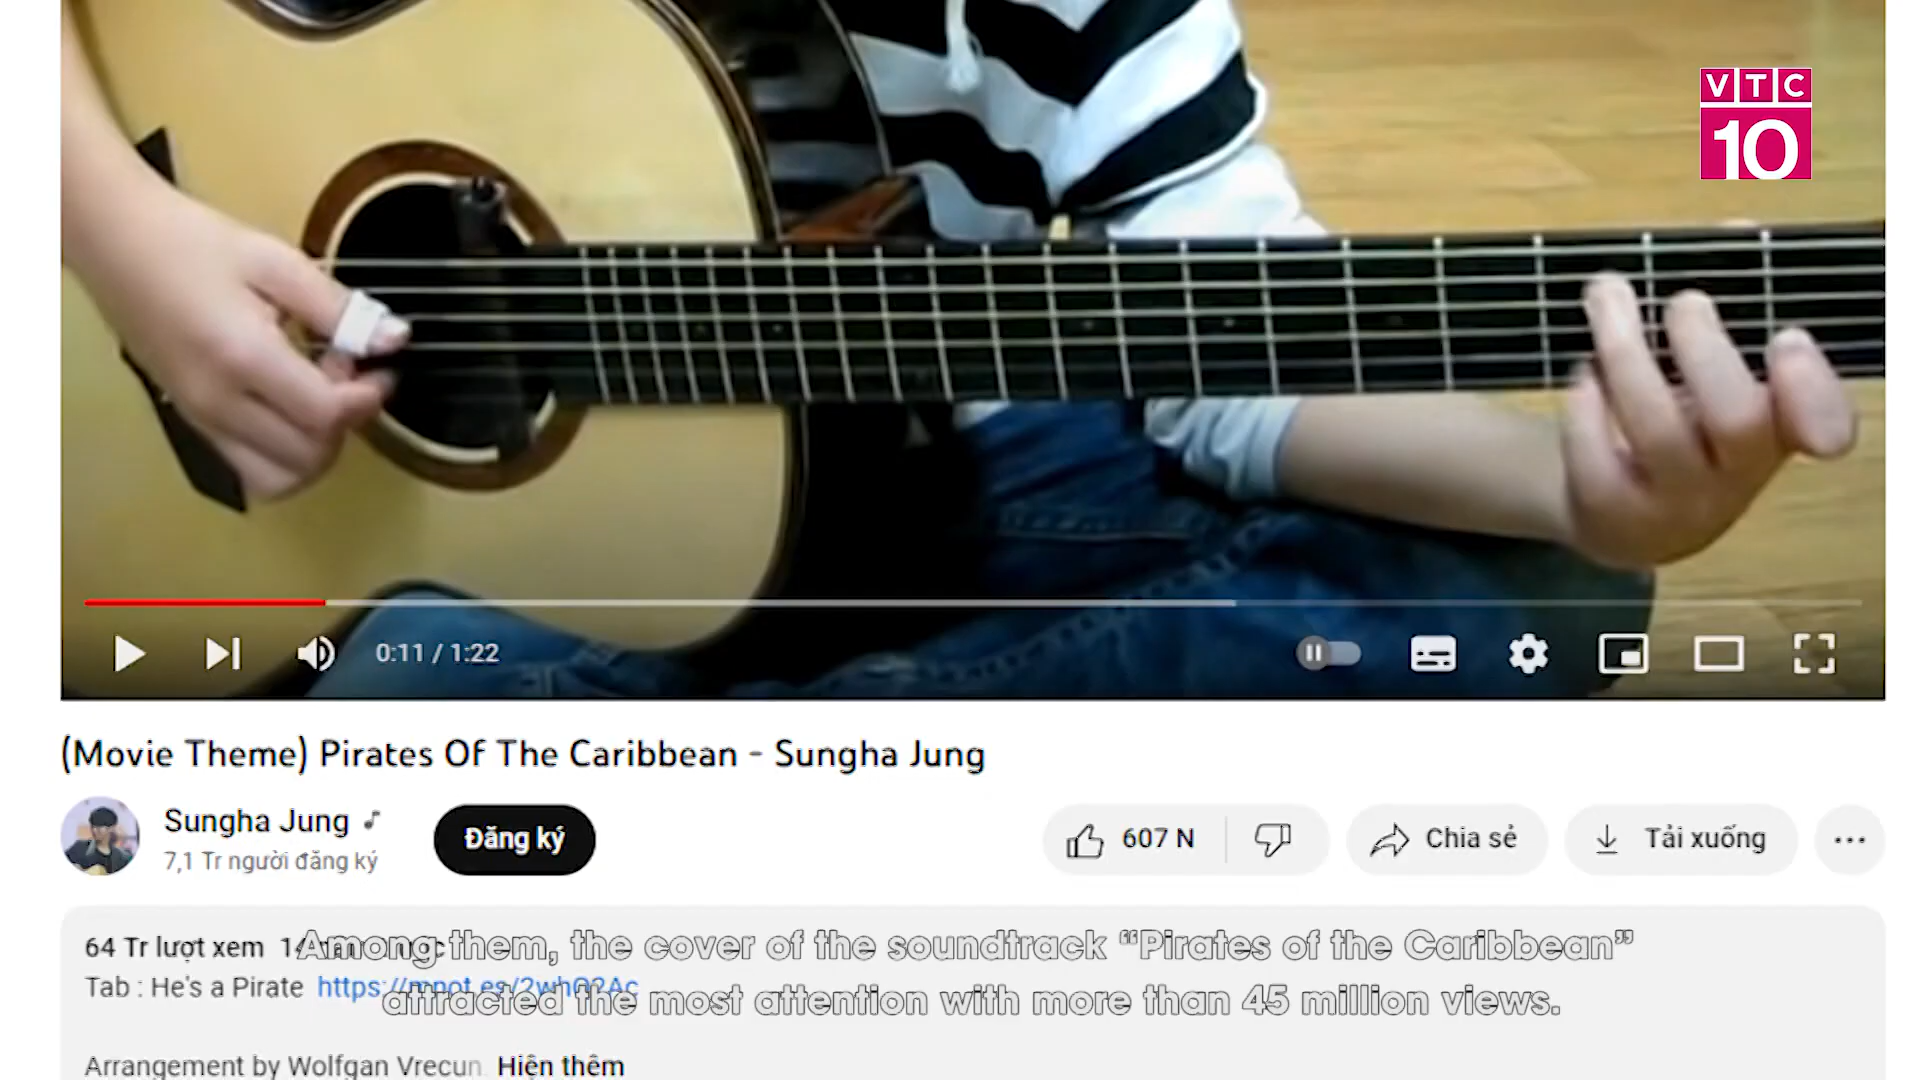 VTC
10
0:11 / 1:22
(Movie Theme) Pirates Of The Caribbean - Sungha Jung
Sungha Jung
7,1 Tr người đăng ký
Đăng ký
607 N
Chia sẻ
Tải xuống
64 Tr lượt xem
Among them, the cover of the soundtrack “Pirates of the Caribbean”
Tab : He's a Pirate
attracted the most attention with more than 45 million views.
Arrangement by Wolfgan Vrecun Hiện thêm